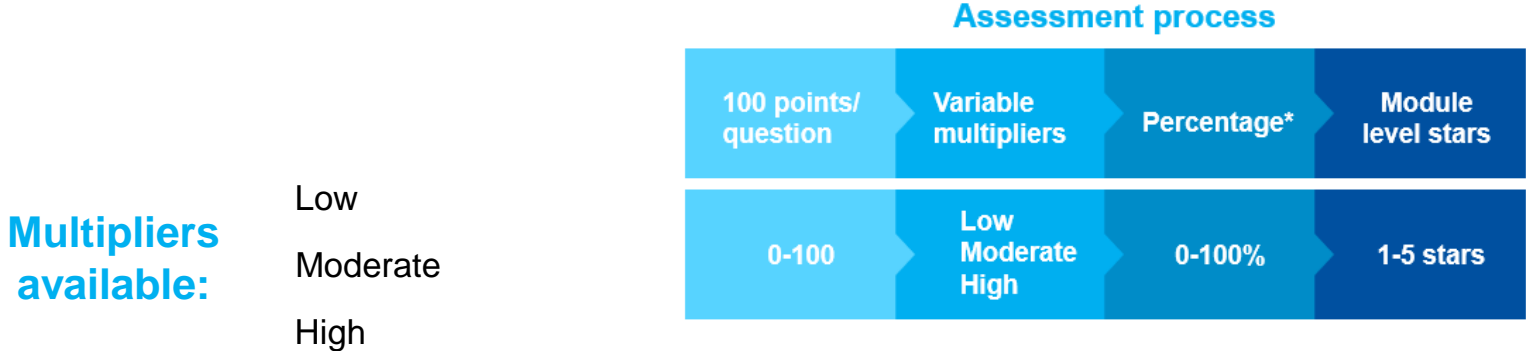 Assessment process
100 points/
question
Variable
multipliers
Percentage*
Module
level stars
Multipliers
available:
Low
Moderate
High
0-100
Low
Moderate
High
0-100%
1-5 stars